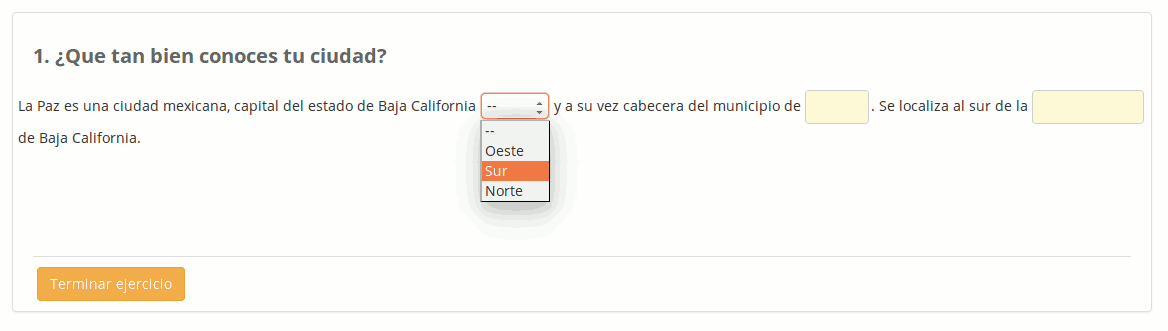 1. ¿Que tan bien conoces tu ciudad?
La Paz es una ciudad mexicana, capital del estado de Baja California -- y a su vez cabecera del municipio de . Se localiza al sur de la
de Baja California.
--
Oeste
Sur
Norte
Terminar ejercicio